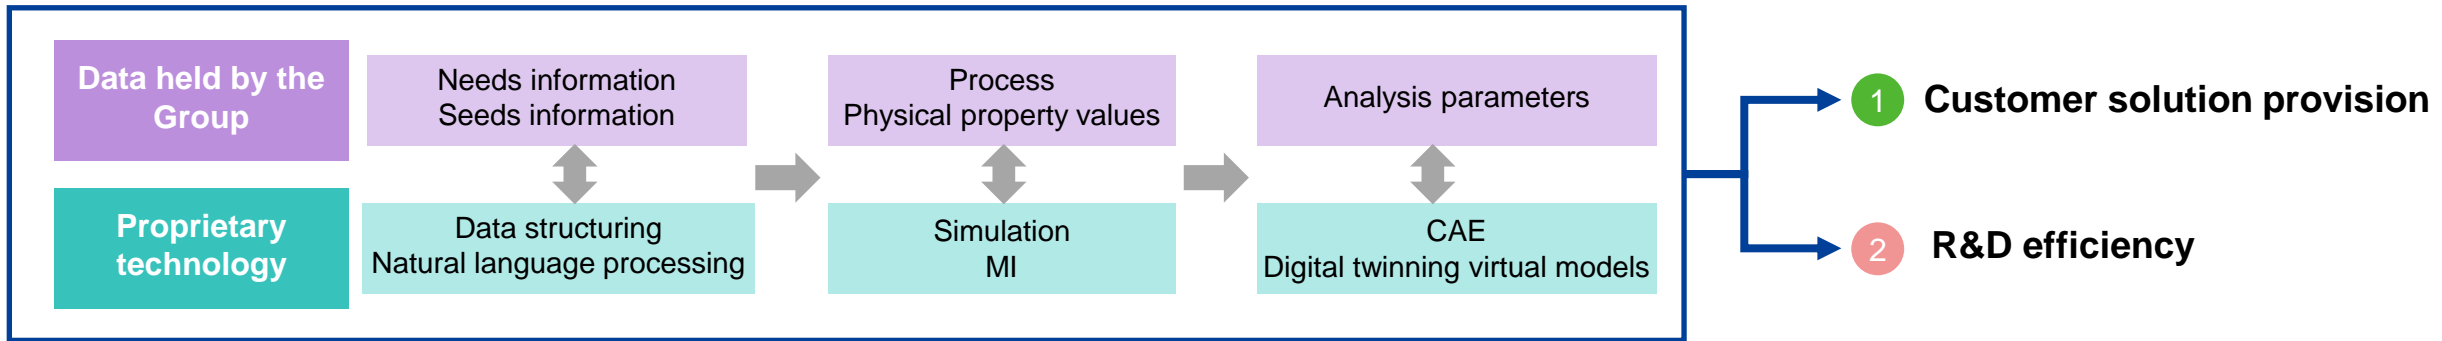 Data held by the
Group
Needs information
Seeds information
Process
Physical property values
Analysis parameters
Proprietary
technology
Data structuring
Natural language processing
Simulation
MI
CAE
Digital twinning virtual models
1 Customer solution provision
2 R&D efficiency